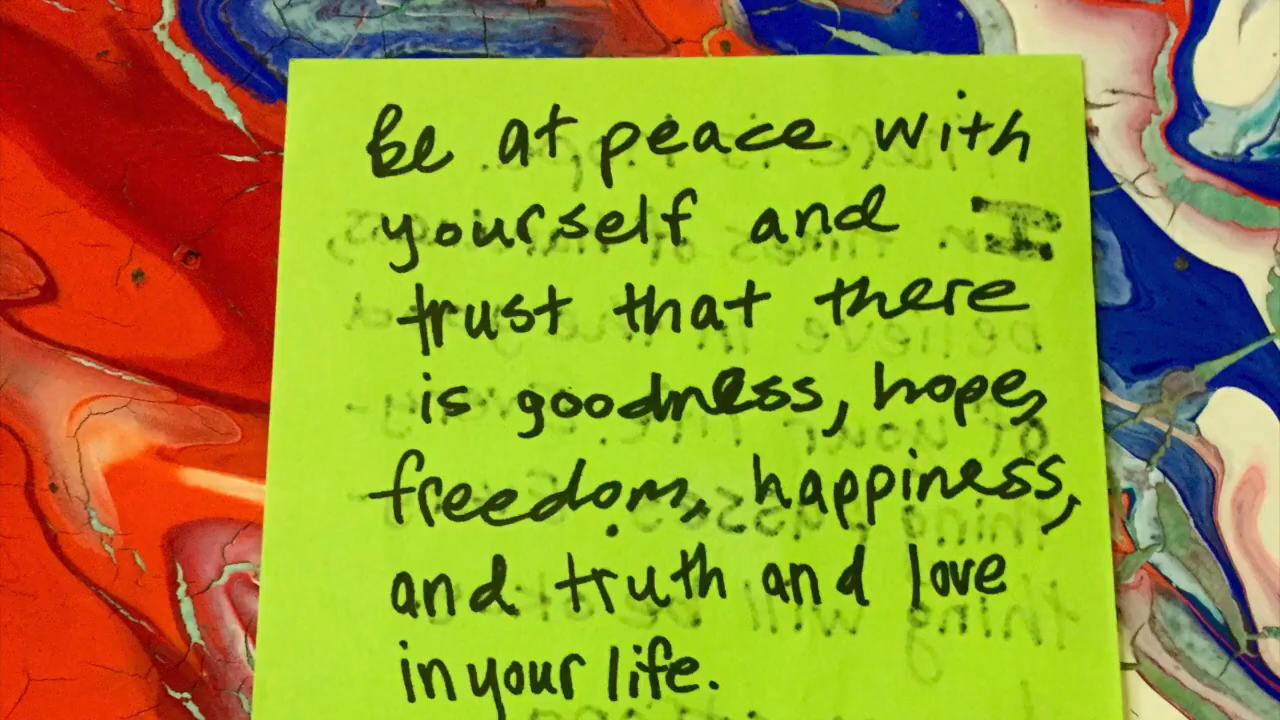 Be at peace with
yourself and
trust that there
is goodness, hope,
freedom, happiness,
and truth and love
in your life.